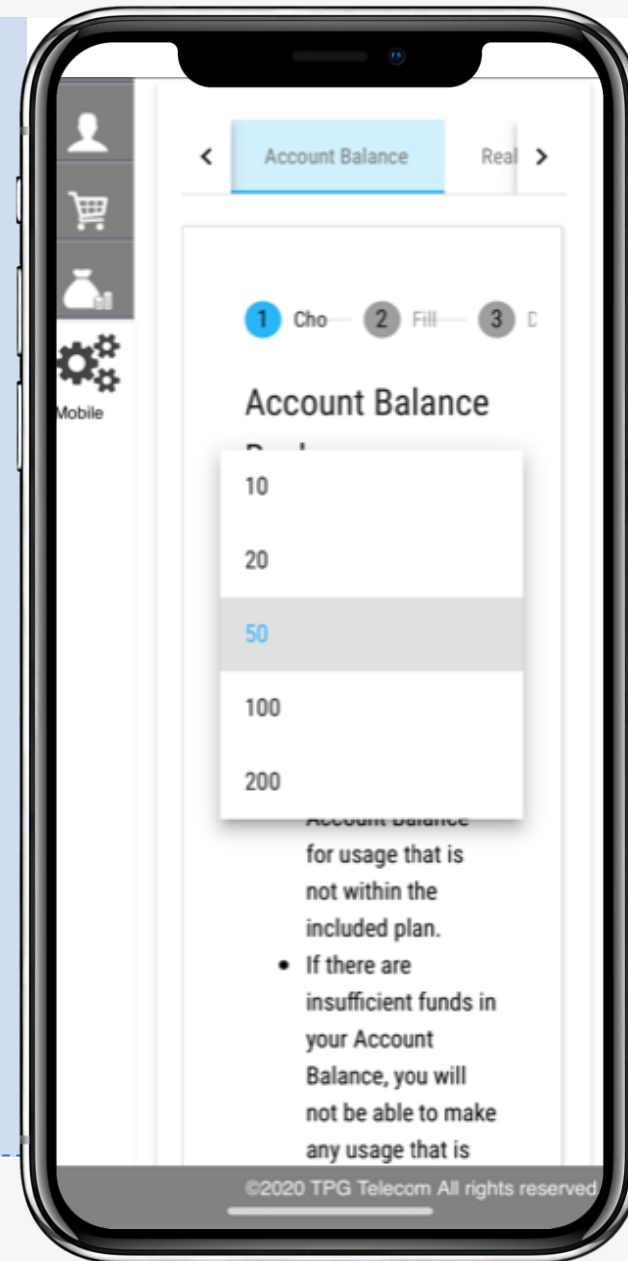 Account Balance
Real
1 Cho 2 Fill 3
Mobile
Account Balance
10
20
50
100
200
Account Balance
for usage that is
not within the
included plan.
• If there are
insufficient funds in
your Account
Balance, you will
not be able to make
any usage that is
©2020 TPG Telecom All rights reserved